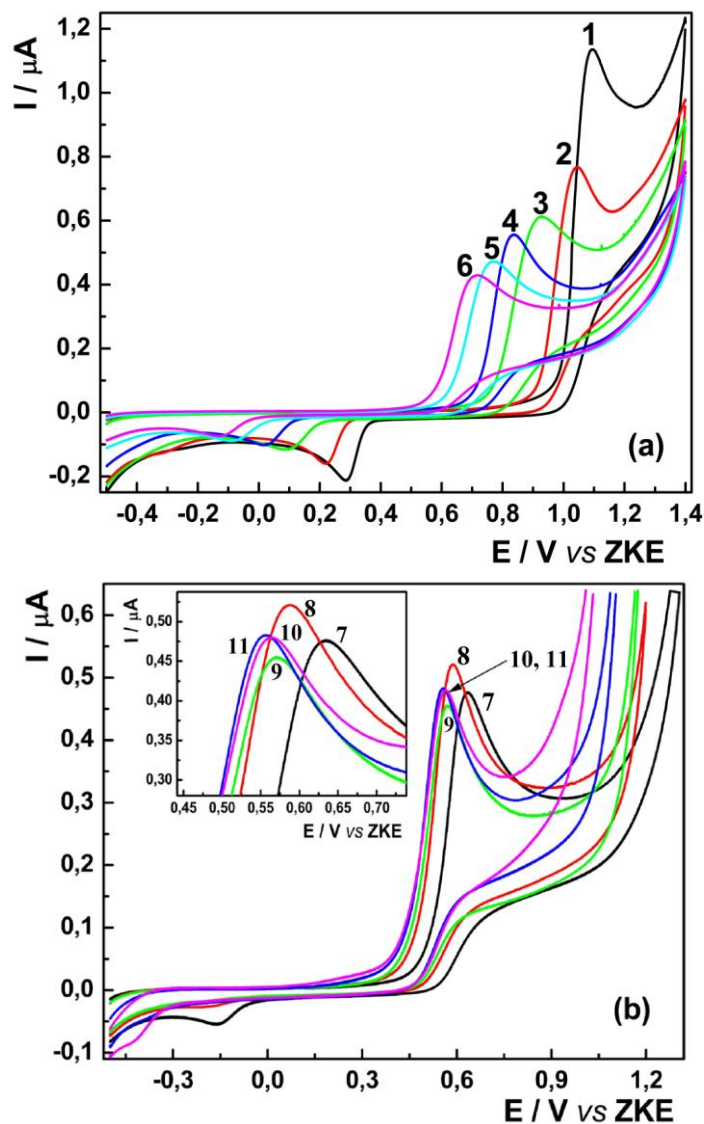 I / μA
1,2
1,0
0,8
0,6
0,4
0,2
0,0
-0,2
1
2
3
4
5
6
(a)
-0,4 -0,2 0,0 0,2 0,4 0,6 0,8 1,0 1,2 1,4
E / V vs ZKE
I / μA
0,6
0,5
0,4
0,3
0,2
0,1
0,0
-0,1
I / μA
0,50
0,45
0,40
0,35
0,30
8
11 10 7
9
0,45 0,50 0,55 0,60 0,65 0,70
E / V vs ZKE
8
10, 11
7
9
(b)
-0,3 0,0 0,3 0,6 0,9 1,2
E / V vs ZKE